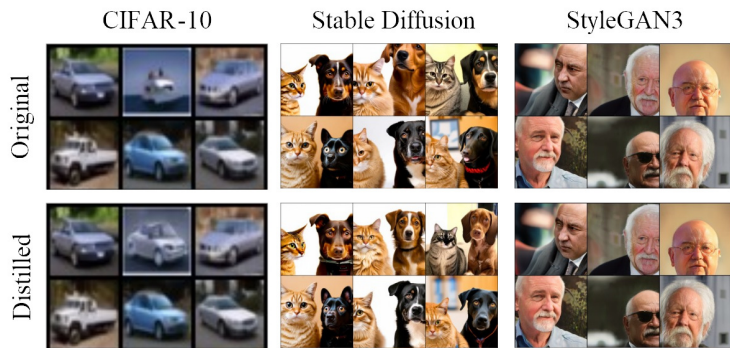 CIFAR-10
Stable Diffusion
StyleGAN3
Original
Distilled